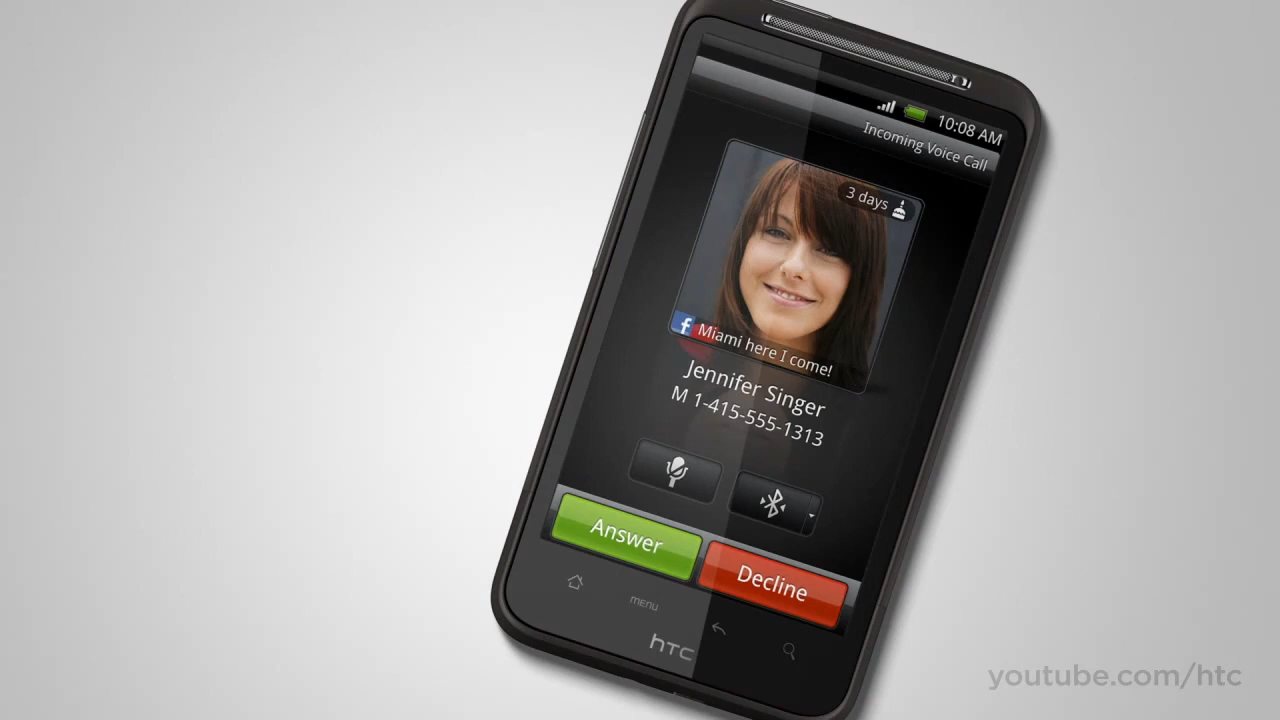 10:08 AM
Incoming Voice Call
3 days
Miami here I come!
Jennifer Singer
M 1-415-555-1313
Answer
Decline
MENU
hTC
youtube.com/htc